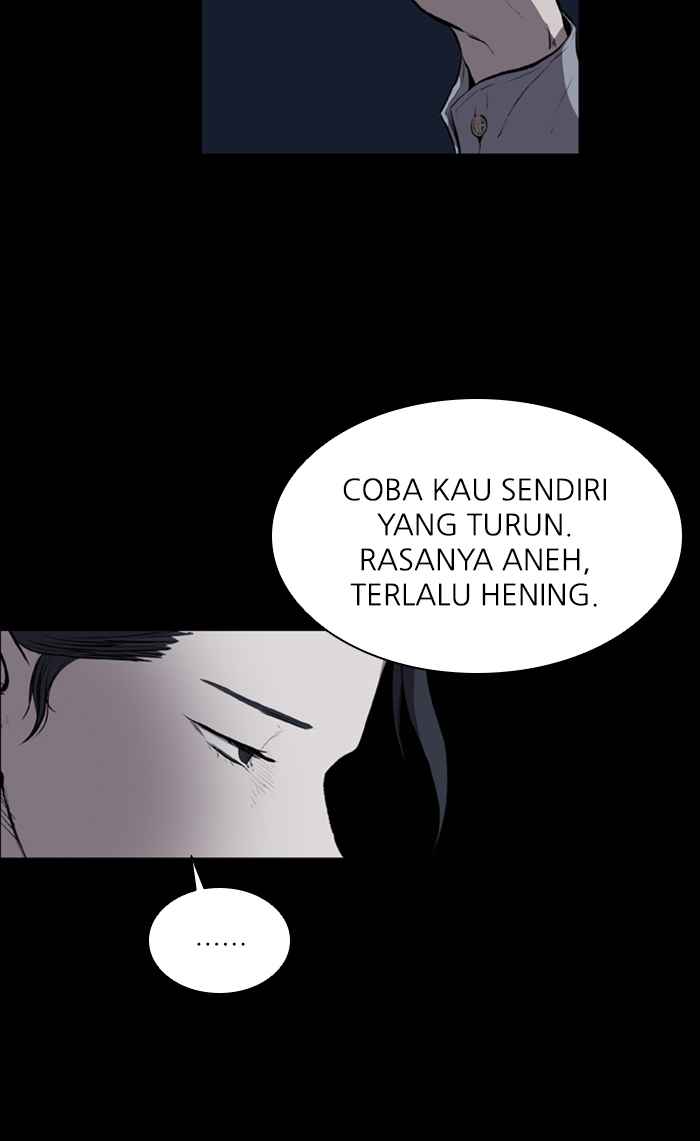 COBA KAU SENDIRI
YANG TURUN.
RASANYA ANEH,
TERLALU HENING.
......